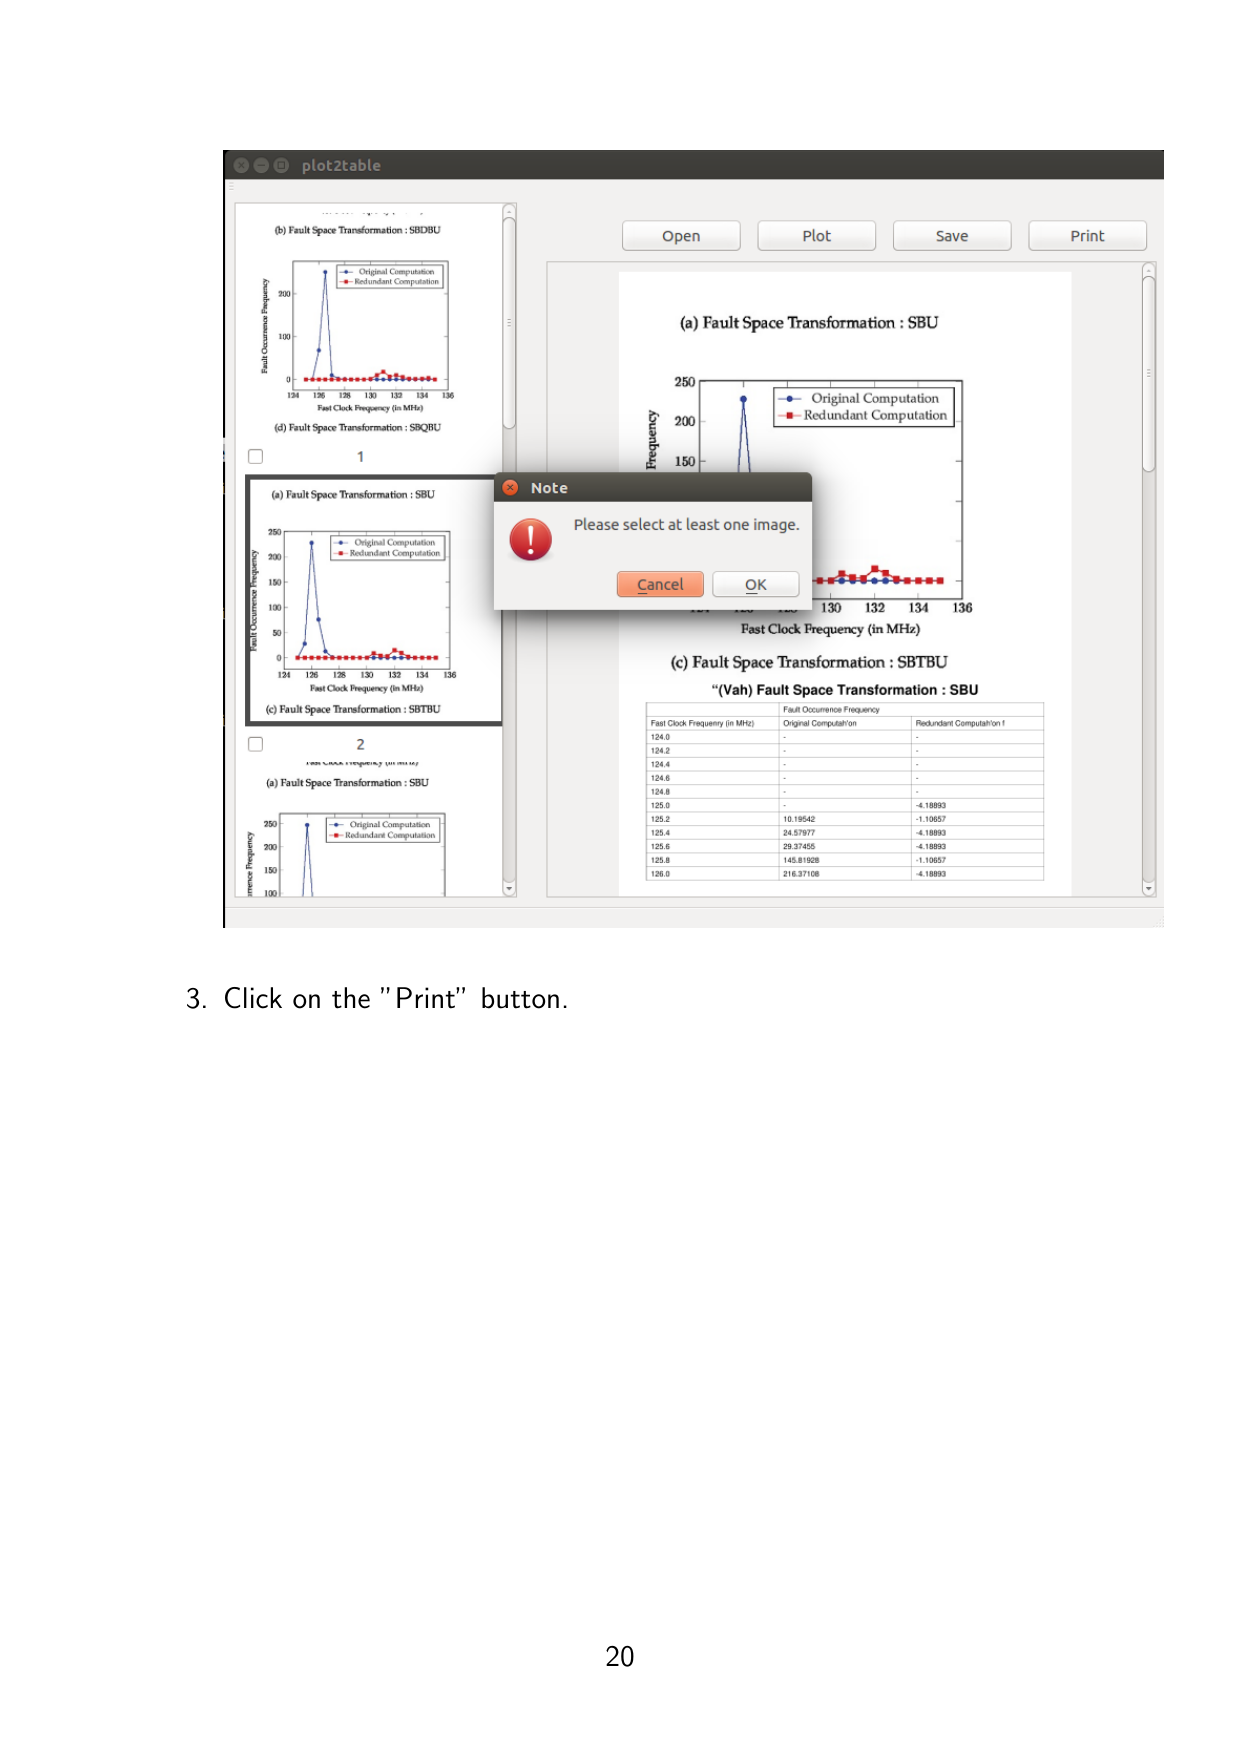 plot2table
(b) Fault Space Transformation : SBDBU
Original Computation
Redundant Computation
Fault Occurrence Frequency
200
100
0
124 126 128 130 132 134 136
Fast Clock Frequency (in MHz)
(d) Fault Space Transformation : SBQBU
1
(a) Fault Space Transformation : SBU
Original Computation
Redundant Computation
Fault Occurrence Frequency
250
200
150
100
50
0
124 126 128 130 132 134 136
Fast Clock Frequency (in MHz)
(c) Fault Space Transformation : SBTBU
2
Fast Clock Frequency (in MHz)
(a) Fault Space Transformation : SBU
Original Computation
Redundant Computation
250
200
150
100
Open Plot Save Print
(a) Fault Space Transformation : SBU
Original Computation
Redundant Computation
Frequency
250
200
150
Note
Please select at least one image.
Cancel OK
130 132 134 136
Fast Clock Frequency (in MHz)
(c) Fault Space Transformation : SBTBU
“(Vah) Fault Space Transformation : SBU
Fault Occurrence Frequency
Fast Clock Frequenry (in MHz) Original Computah'on Redundant Computah'on f
124.0 - -
124.2 - -
124.4 - -
124.6 - -
124.8 - -
125.0 - -4.18893
125.2 10.19542 -1.10657
125.4 24.57977 -4.18893
125.6 29.37455 -4.18893
125.8 145.81928 -1.10657
126.0 216.37108 -4.18893
3. Click on the ”Print” button.
20